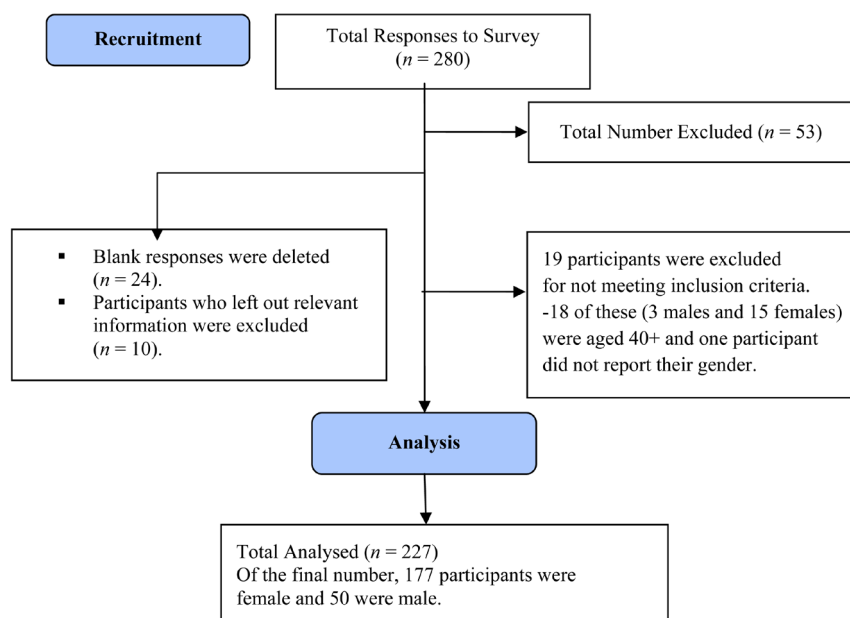 Recruitment
Total Responses to Survey
(n = 280)
Total Number Excluded (n = 53)
▪ Blank responses were deleted
(n = 24).
▪ Participants who left out relevant
information were excluded
(n = 10).
19 participants were excluded
for not meeting inclusion criteria.
-18 of these (3 males and 15 females)
were aged 40+ and one participant
did not report their gender.
Analysis
Total Analysed (n = 227)
Of the final number, 177 participants were
female and 50 were male.